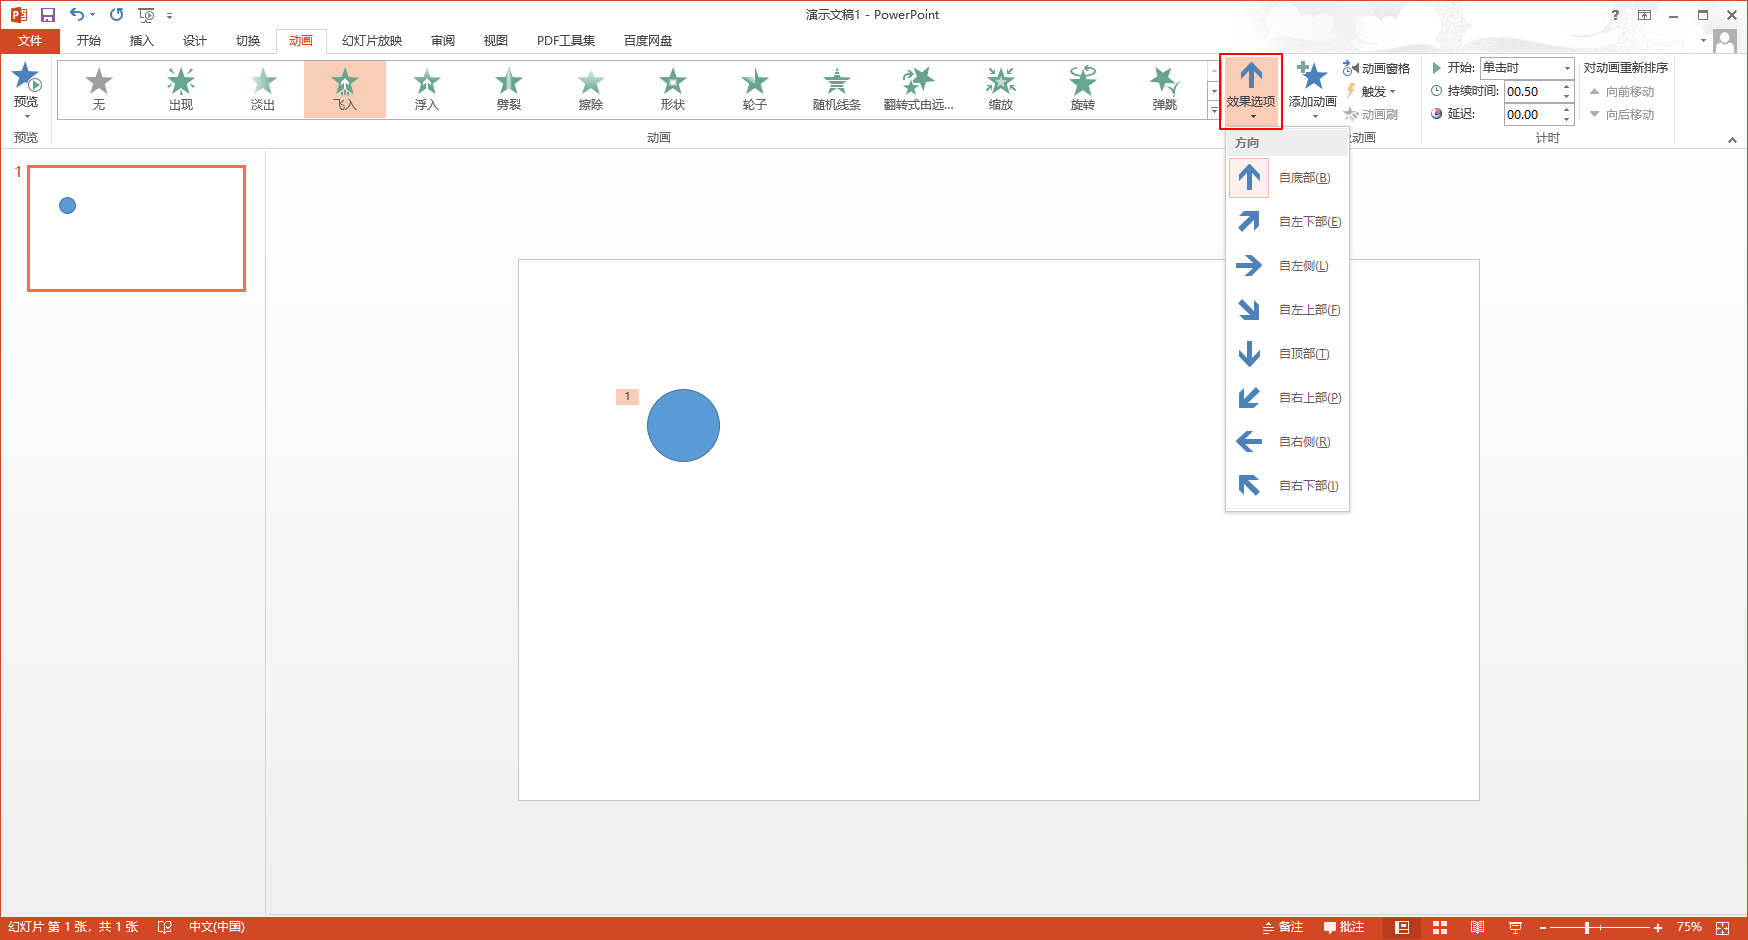 演示文稿1 - PowerPoint
?
文件 开始 插入 设计 切换 动画 幻灯片放映 审阅 视图 PDF工具集 百度网盘
预览
无 出现 淡出 飞入 浮入 劈裂 擦除 形状 轮子 随机线条 翻转式由远... 缩放 旋转 弹跳
效果选项
添加动画
动画窗格
触发
动画刷
开始: 单击时
持续时间: 00.50
延迟: 00.00
对动画重新排序
向前移动
向后移动
预览
动画
动画
计时
方向
自底部(B)
自左下部(E)
自左侧(L)
自左上部(F)
自顶部(T)
自右上部(P)
自右侧(R)
自右下部(I)
1
1
幻灯片 第 1 张，共 1 张 中文(中国) 备注 批注 75%